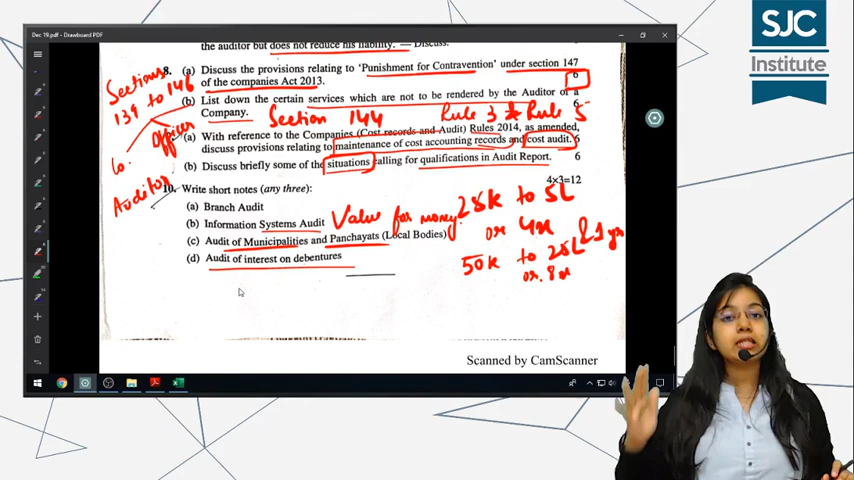 Dec 19.pdf - Drawboard PDF
SJC
Institute
the auditor but does not reduce his liability. — Discuss.
8. (a) Discuss the provisions relating to 'Punishment for Contravention' under section 147
of the companies Act 2013. 6
(b) List down the certain services which are not to be rendered by the Auditor of a
Company. 6
Sections
139 to 146
Officer
Co.
Auditor
Section 144
Rule 3 & Rule 5
(a) With reference to the Companies (Cost records and Audit) Rules 2014, as amended,
discuss provisions relating to maintenance of cost accounting records and cost audit. 6
(b) Discuss briefly some of the situations calling for qualifications in Audit Report. 6
10. Write short notes (any three): 4×3=12
(a) Branch Audit
(b) Information Systems Audit
(c) Audit of Municipalities and Panchayats (Local Bodies)
(d) Audit of interest on debentures
Value for money
25k to 5L
or 4x
& 1 yr
50k to 25L
or 8x
Scanned by CamScanner